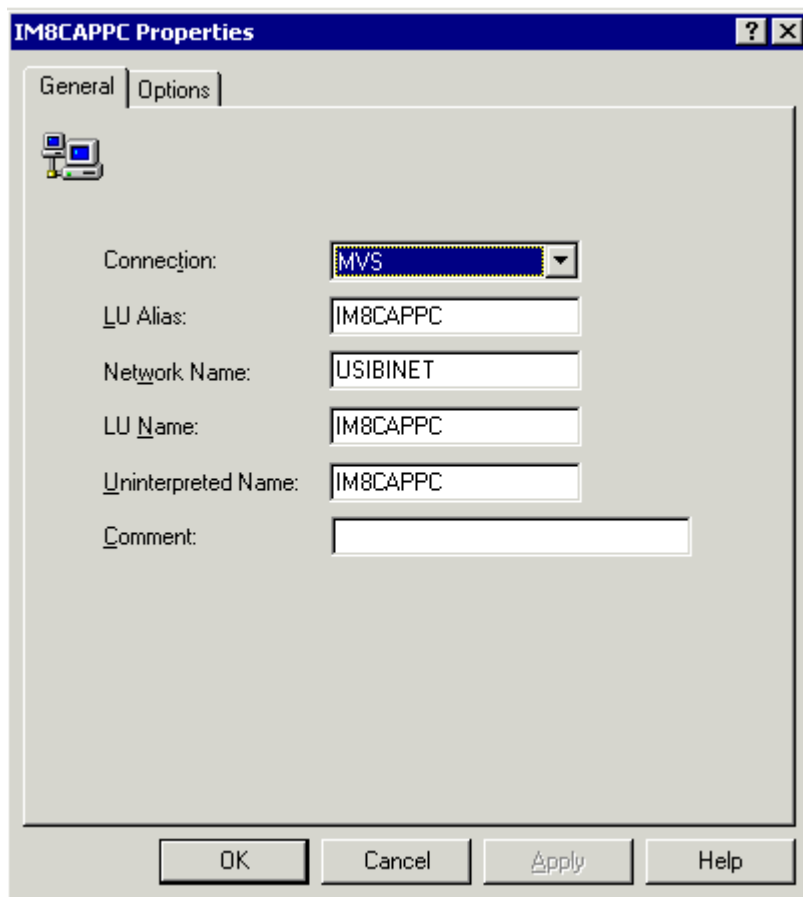 IM8CAPPC Properties ? X
General Options
Connection: MVS
LU Alias: IM8CAPPC
Network Name: USIBINET
LU Name: IM8CAPPC
Uninterpreted Name: IM8CAPPC
Comment:
OK Cancel Apply Help